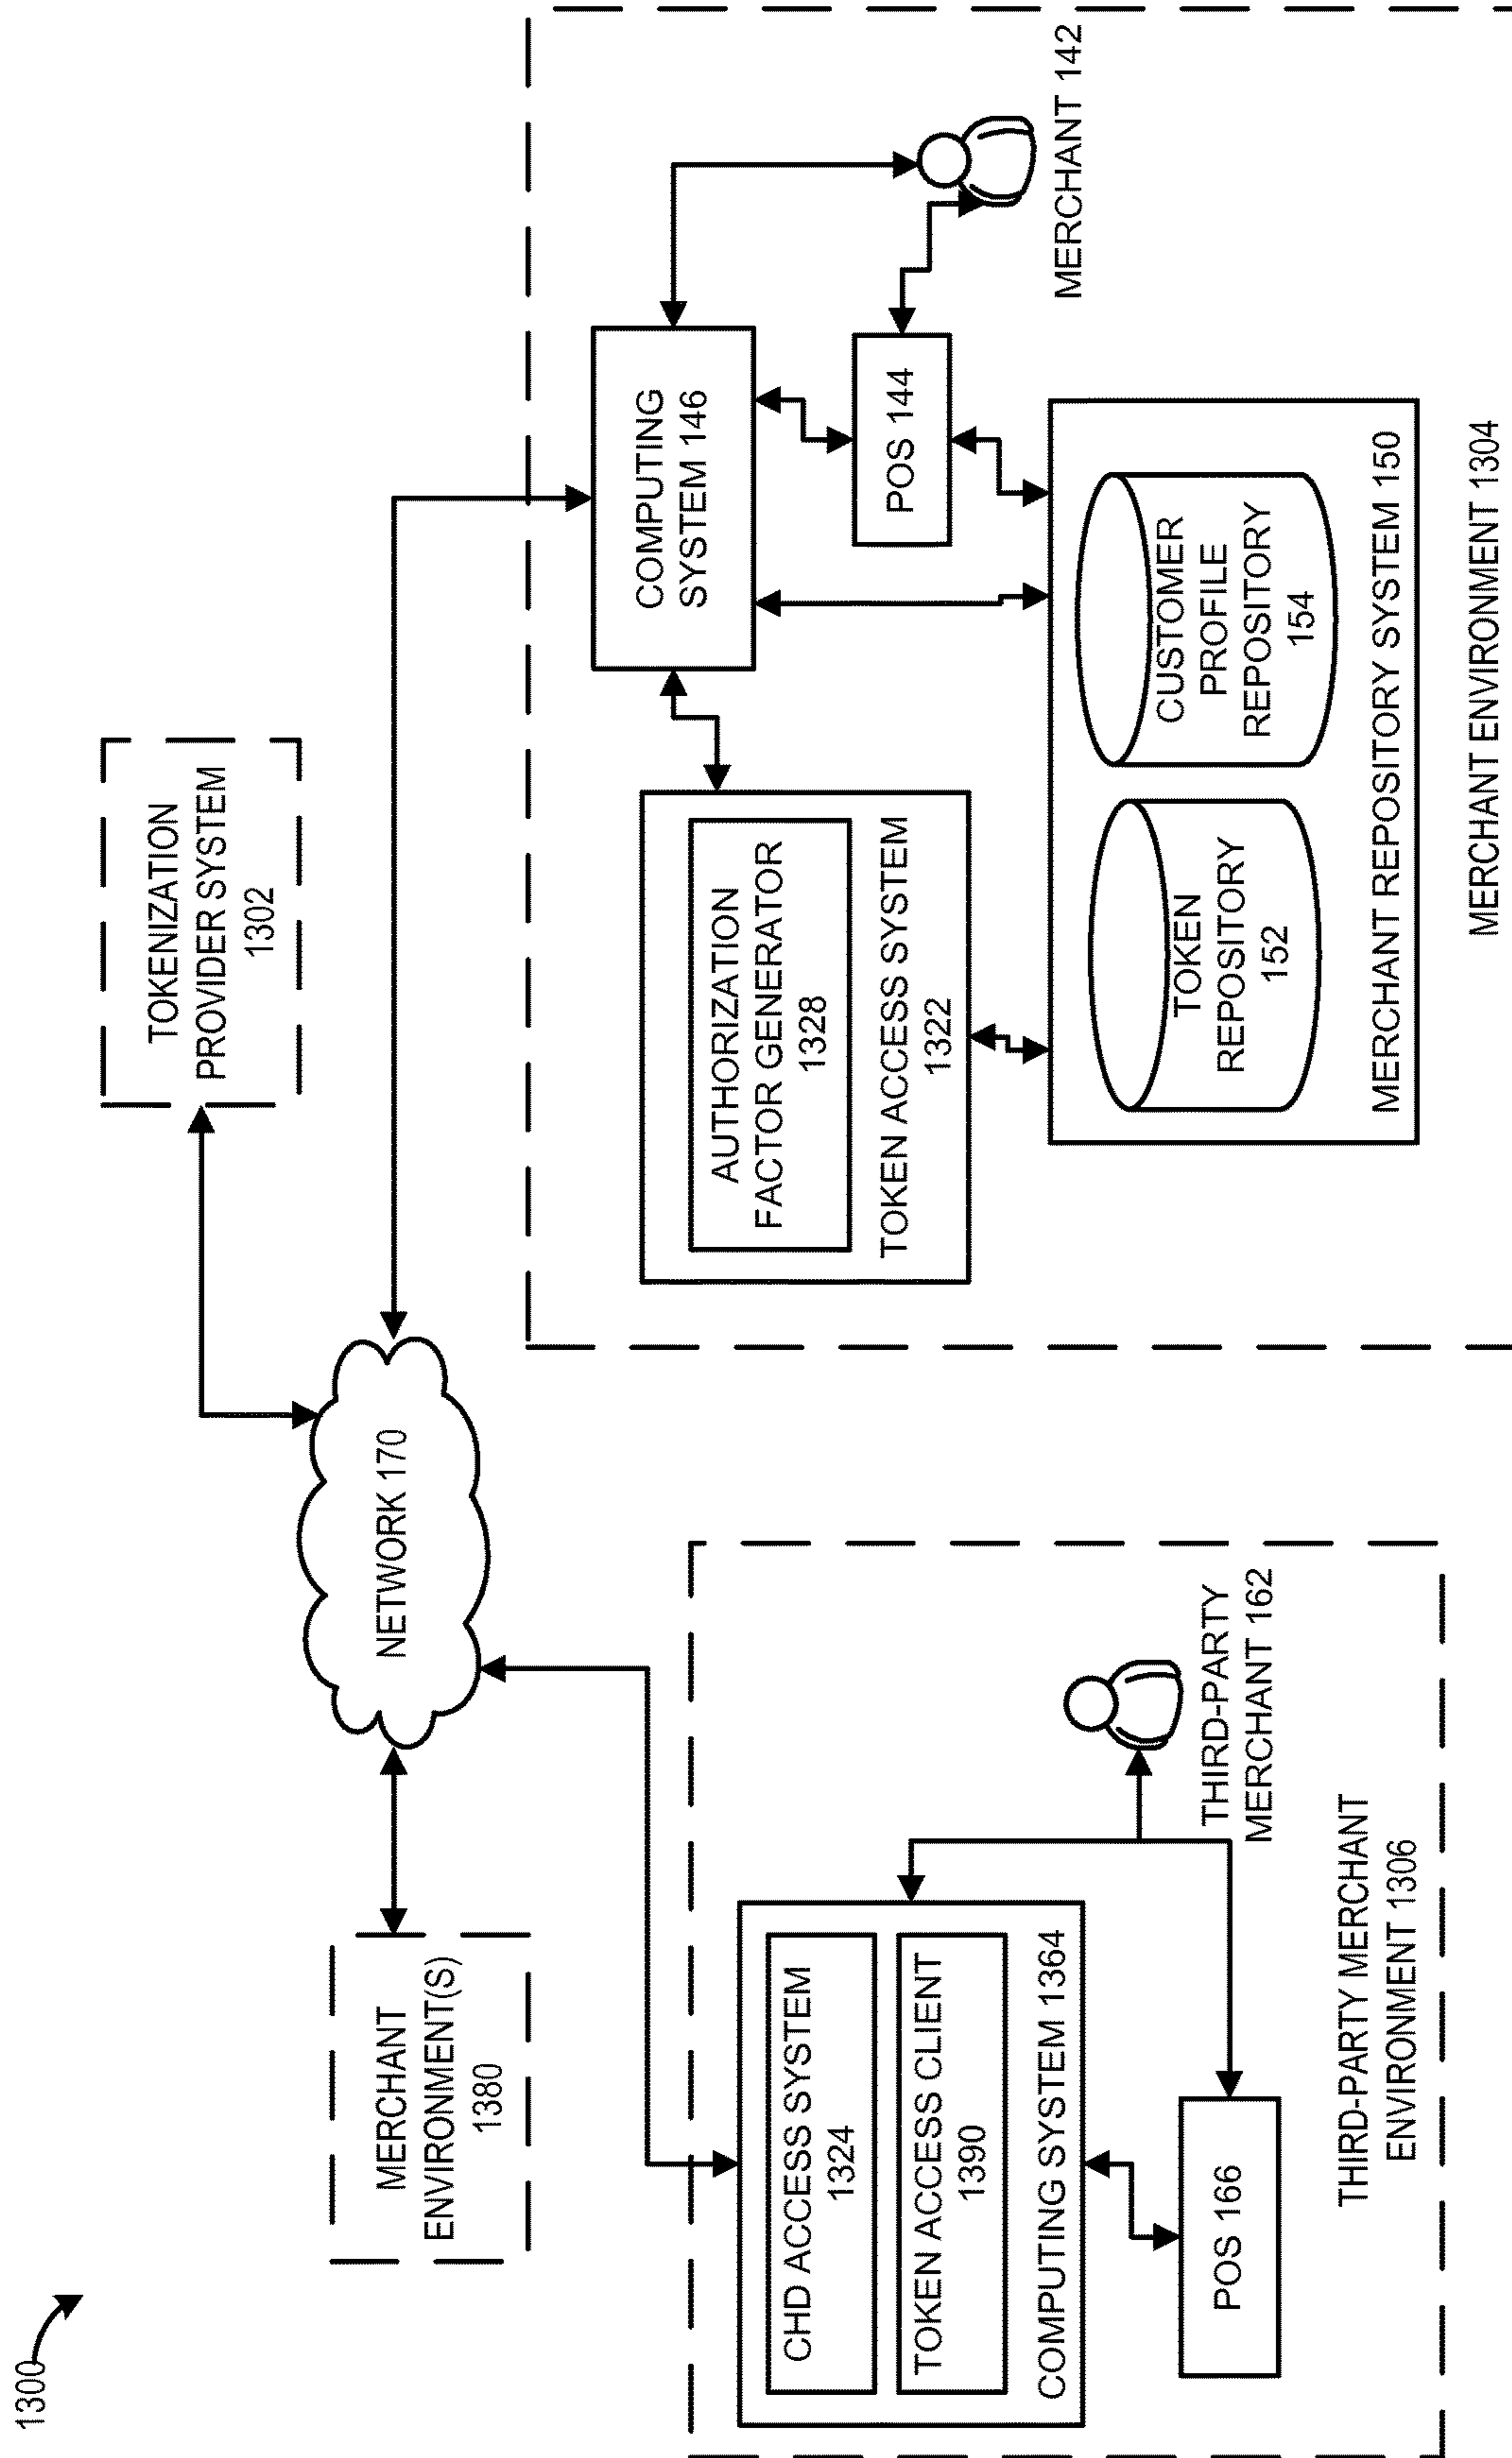 1300
TOKENIZATION
PROVIDER SYSTEM
1302
MERCHANT
ENVIRONMENT(S)
1380
NETWORK 170
CHD ACCESS SYSTEM
1324
TOKEN ACCESS CLIENT
1390
COMPUTING SYSTEM 1364
POS 166
THIRD-PARTY
MERCHANT 162
THIRD-PARTY MERCHANT
ENVIRONMENT 1306
COMPUTING
SYSTEM 146
AUTHORIZATION
FACTOR GENERATOR
1328
TOKEN ACCESS SYSTEM
1322
POS 144
MERCHANT 142
TOKEN
REPOSITORY
152
CUSTOMER
PROFILE
REPOSITORY
154
MERCHANT REPOSITORY SYSTEM 150
MERCHANT ENVIRONMENT 1304